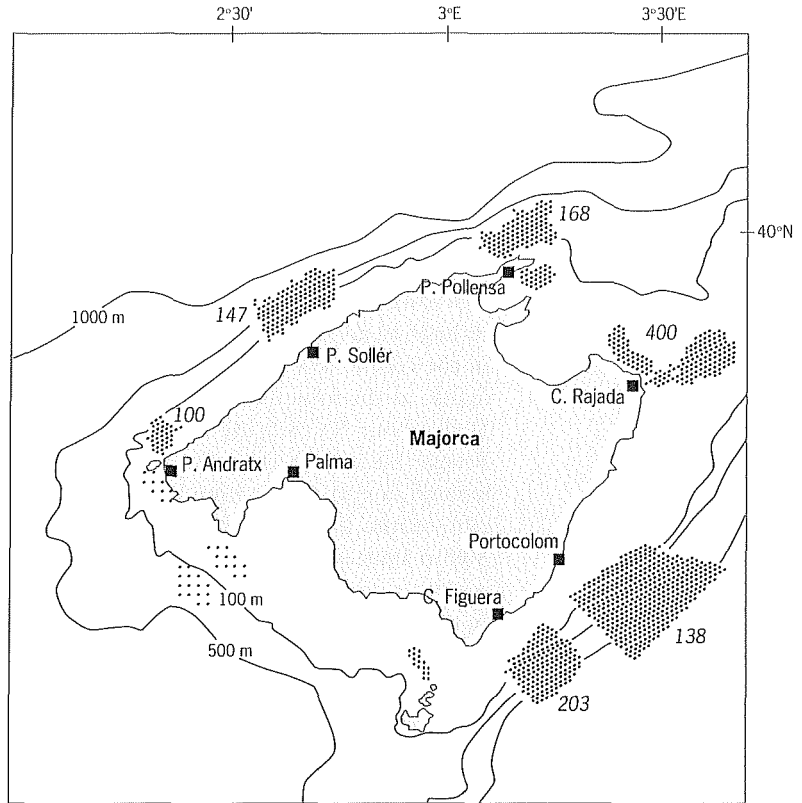 2°30'
3°E
3°30'E
168
40°N
P. Pollensa
147
1000 m
400
P. Sollér
C. Rajada
100
Majorca
P. Andratx
Palma
Portocolom
100 m
C. Figuera
138
500 m
203